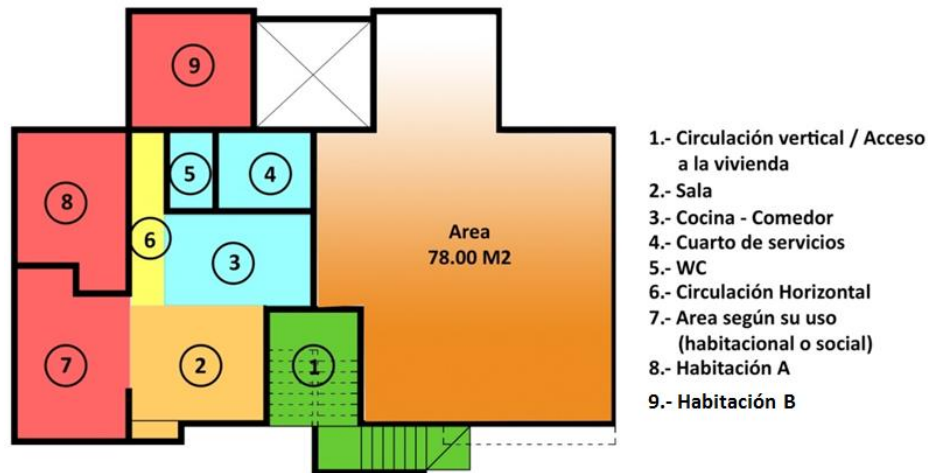 9
5
4
8
6
3
7
2
1
Area
78.00 M2
1.- Circulación vertical / Acceso
a la vivienda
2.- Sala
3.- Cocina - Comedor
4.- Cuarto de servicios
5.- WC
6.- Circulación Horizontal
7.- Area según su uso
(habitacional o social)
8.- Habitación A
9.- Habitación B